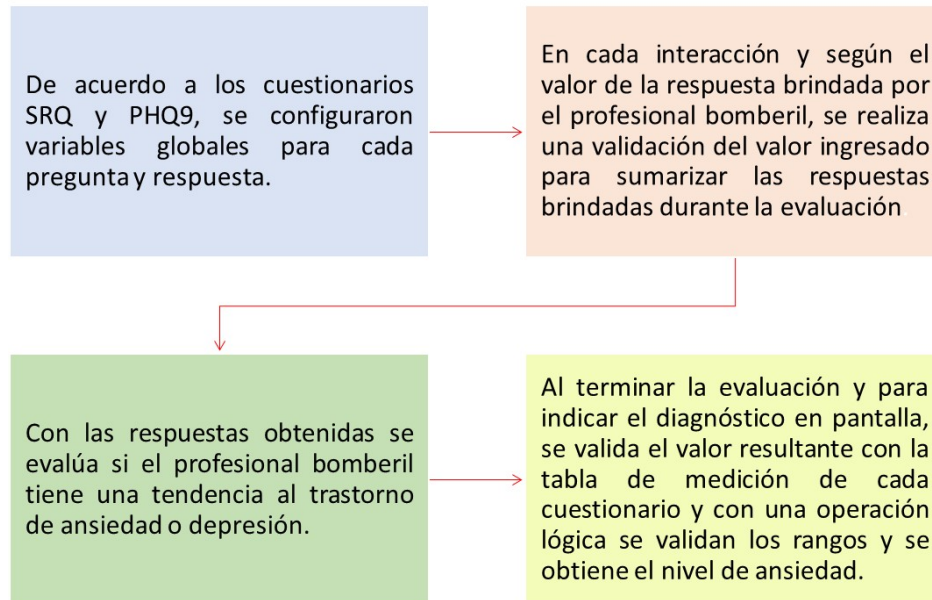 De acuerdo a los cuestionarios
SRQ y PHQ9, se configuraron
variables globales para cada
pregunta y respuesta.
En cada interacción y según el
valor de la respuesta brindada por
el profesional bomberil, se realiza
una validación del valor ingresado
para sumarizar las respuestas
brindadas durante la evaluación
Con las respuestas obtenidas se
evalúa si el profesional bomberil
tiene una tendencia al trastorno
de ansiedad o depresión.
Al terminar la evaluación y para
indicar el diagnóstico en pantalla,
se valida el valor resultante con la
tabla de medición de cada
cuestionario y con una operación
lógica se validan los rangos y se
obtiene el nivel de ansiedad.